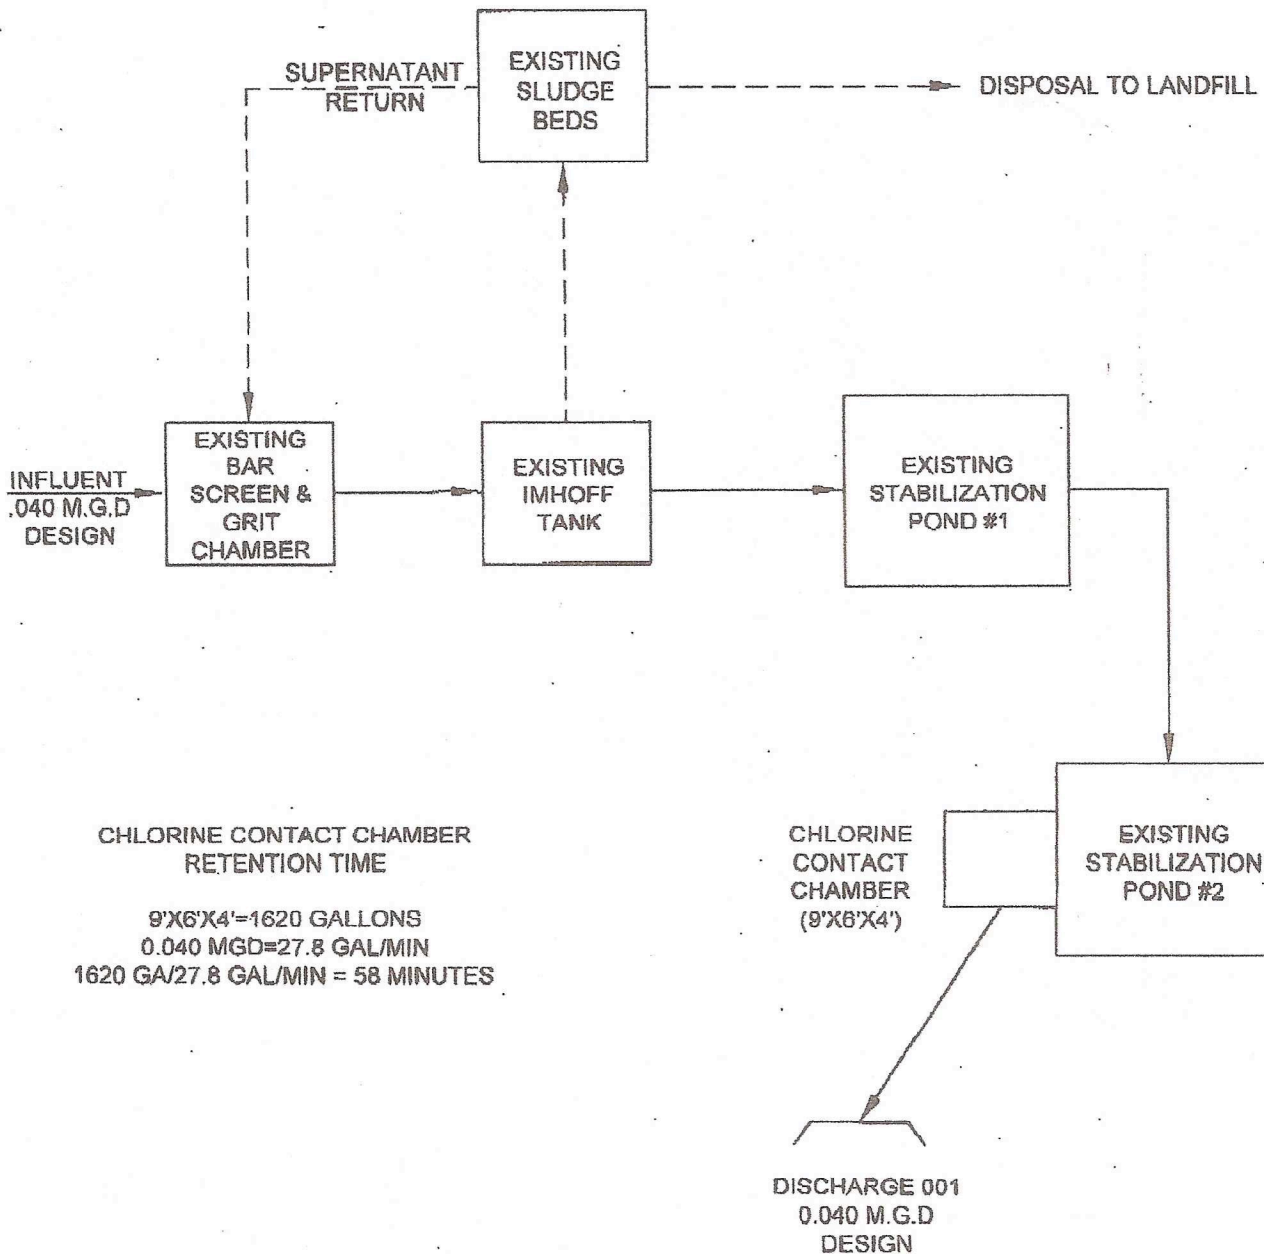 EXISTING
SLUDGE
BEDS
SUPERNATANT
RETURN
DISPOSAL TO LANDFILL
INFLUENT
.040 M.G.D
DESIGN
EXISTING
BAR
SCREEN &
GRIT
CHAMBER
EXISTING
IMHOFF
TANK
EXISTING
STABILIZATION
POND #1
CHLORINE CONTACT CHAMBER
RETENTION TIME
9'X6'X4'=1620 GALLONS
0.040 MGD=27.8 GAL/MIN
1620 GA/27.8 GAL/MIN = 58 MINUTES
CHLORINE
CONTACT
CHAMBER
(9'X6'X4')
EXISTING
STABILIZATION
POND #2
DISCHARGE 001
0.040 M.G.D
DESIGN